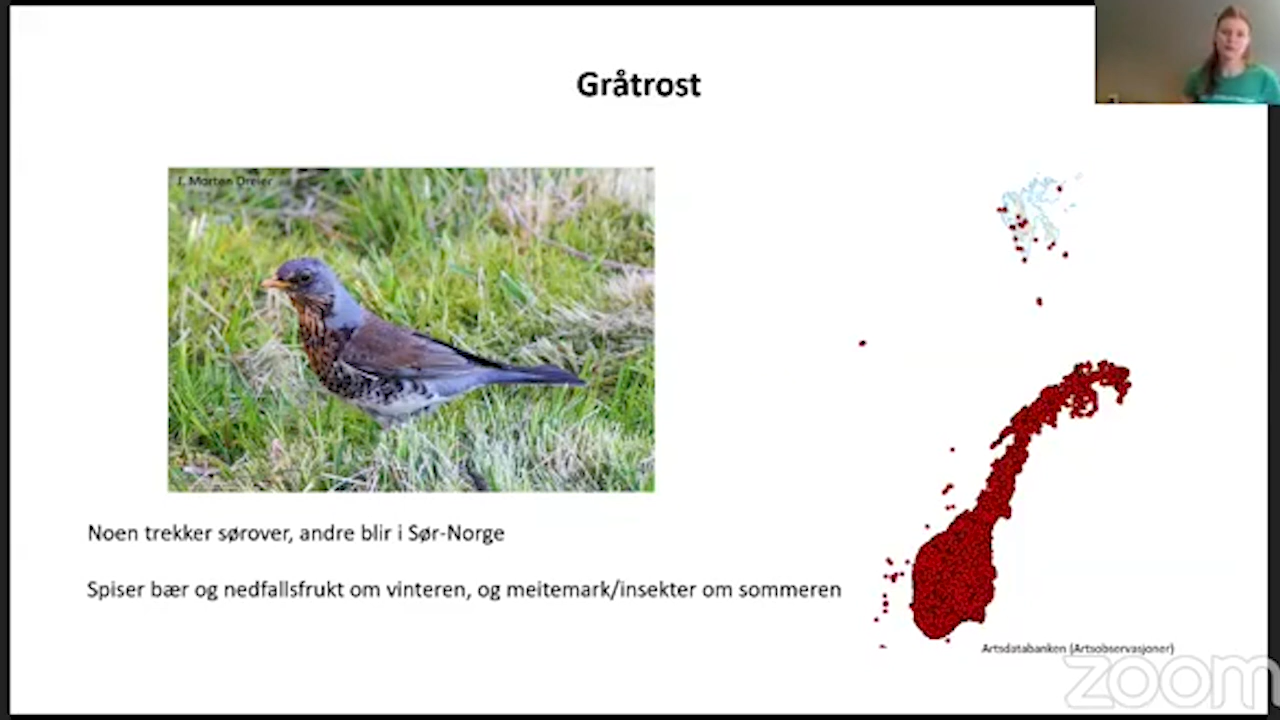 Gråtrost
J. Morten Dreier
Noen trekker sørover, andre blir i Sør-Norge
Spiser bær og nedfallsfrukt om vinteren, og meitemark/insekter om sommeren
Artsdatabanken (Artsobservasjoner)
zoom